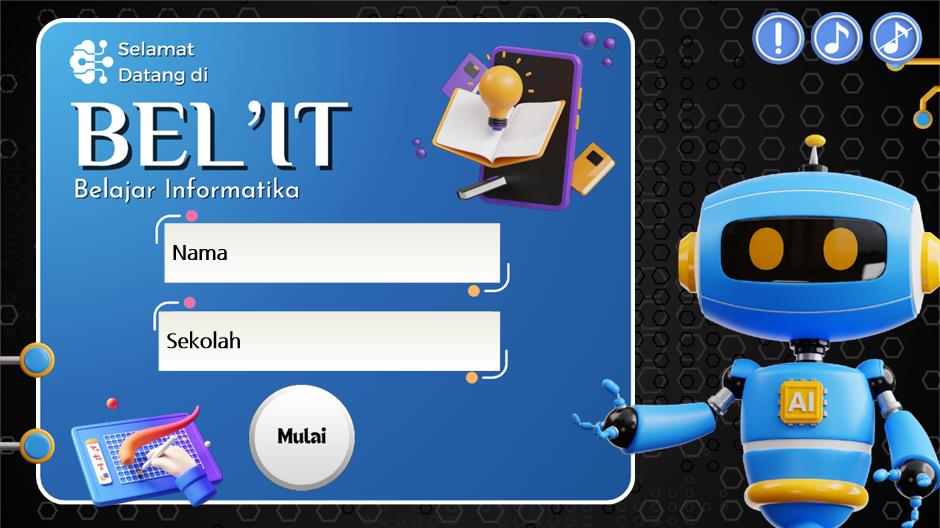 Selamat
Datang di
BEL'IT
Belajar Informatika
Nama
Sekolah
Mulai
AI